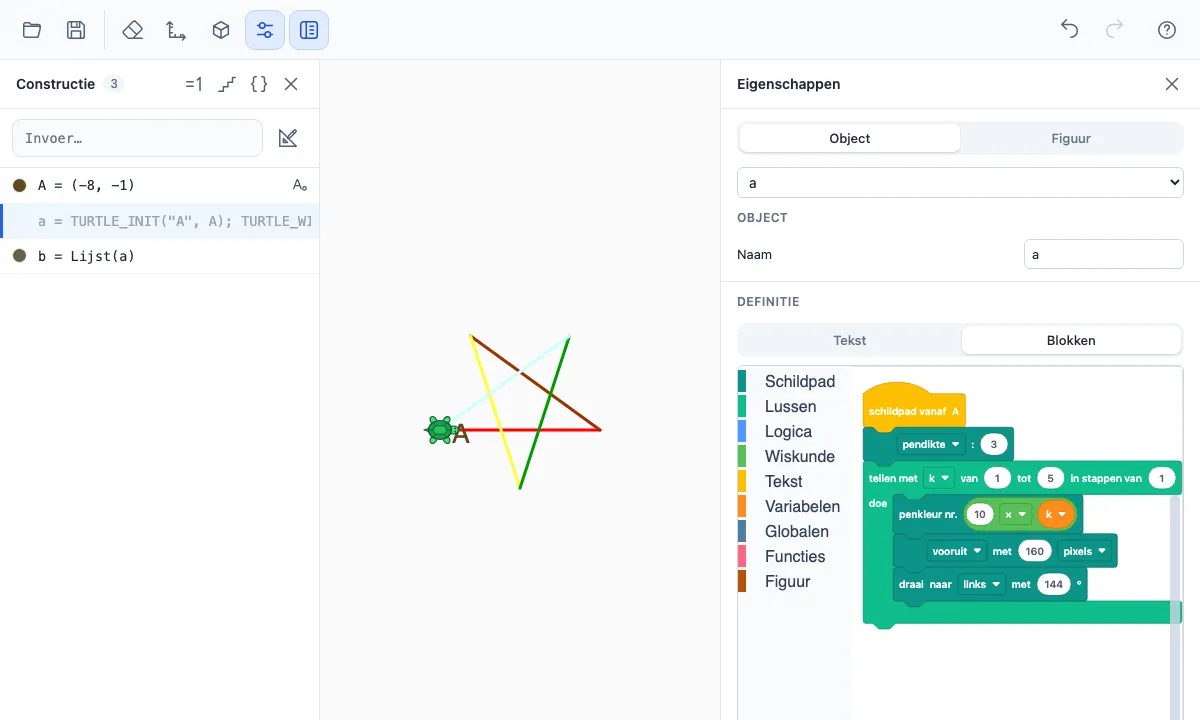 Constructie 3
=1 { }
Invoer…
A = (−8, −1)
a = TURTLE_INIT("A", A); TURTLE_WI
b = Lijst(a)
A
Eigenschappen
Object Figuur
a
OBJECT
Naam a
DEFINITIE
Tekst Blokken
Schildpad
Lussen
Logica
Wiskunde
Tekst
Variabelen
Globalen
Functies
Figuur
schildpad vanaf A
pendikte : 3
tellen met k van 1 tot 5 in stappen van 1
doe
penkleur nr. 10 × k
vooruit met 160 pixels
draai naar links met 144 °